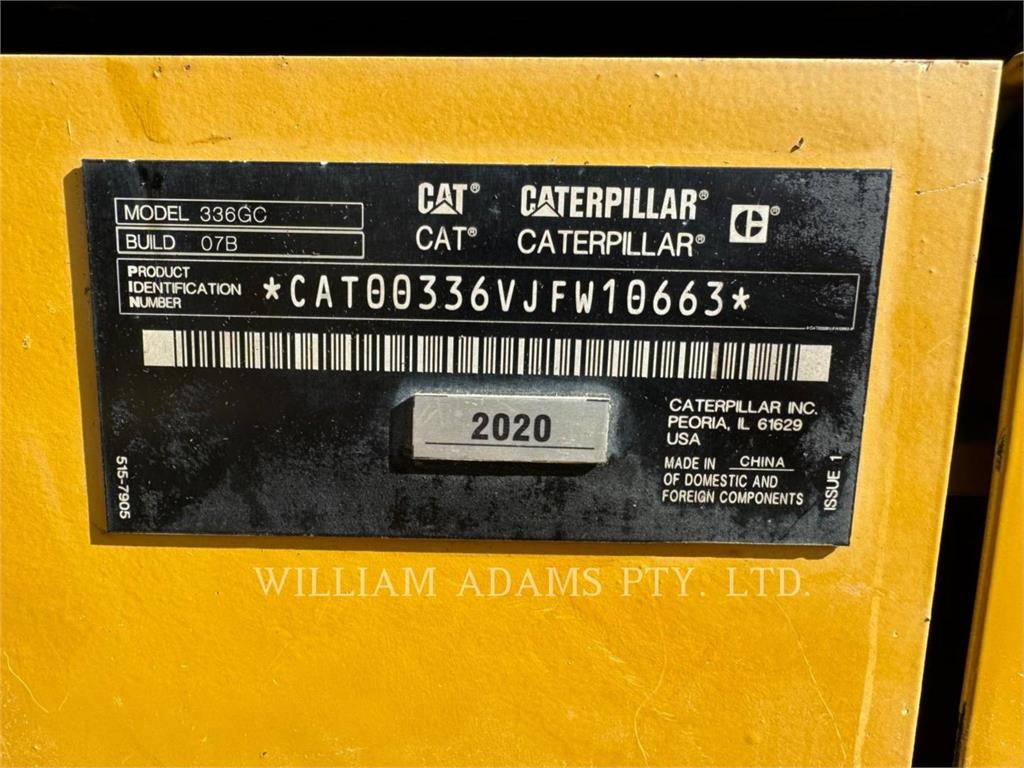 MODEL 336GC
BUILD 07B
CAT® CATERPILLAR® C®
CAT® CATERPILLAR®
PRODUCT
IDENTIFICATION
NUMBER
*CAT00336VJFW10663*
2020
CATERPILLAR INC.
PEORIA, IL 61629
USA
MADE IN CHINA
OF DOMESTIC AND
FOREIGN COMPONENTS
515-7905
ISSUE 1
WILLIAM ADAMS PTY. LTD.